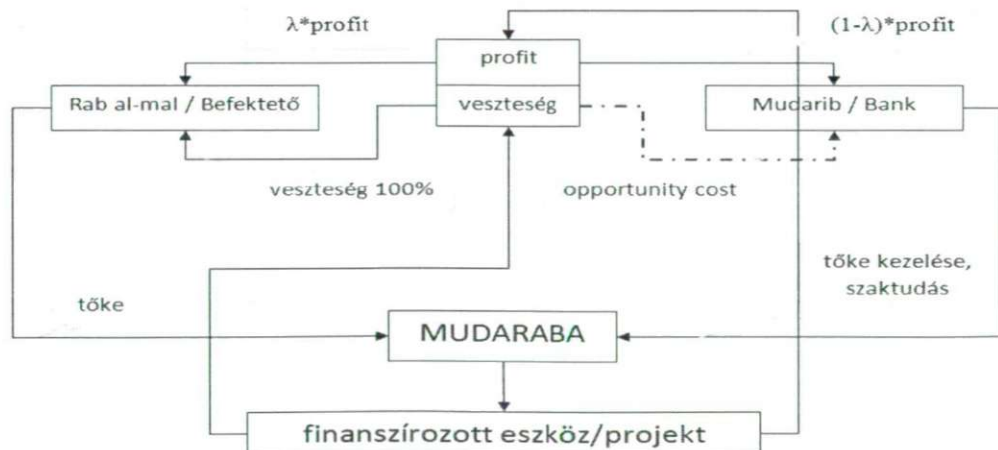 λ*profit
(1-λ)*profit
profit
Rab al-mal / Befektető
veszteség
Mudarib / Bank
veszteség 100%
opportunity cost
tőke kezelése,
szaktudás
tőke
MUDARABA
finanszírozott eszköz/projekt